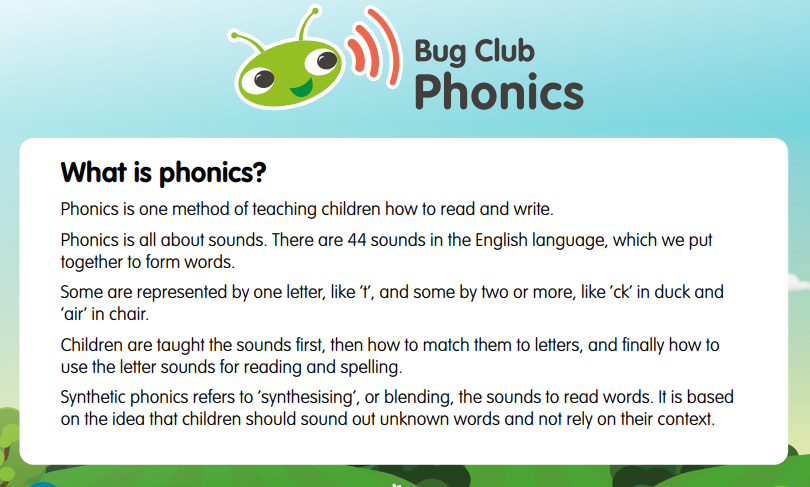 Bug Club
Phonics
What is phonics?
Phonics is one method of teaching children how to read and write.
Phonics is all about sounds. There are 44 sounds in the English language, which we put
together to form words.
Some are represented by one letter, like ‘t’, and some by two or more, like ‘ck’ in duck and
‘air’ in chair.
Children are taught the sounds first, then how to match them to letters, and finally how to
use the letter sounds for reading and spelling.
Synthetic phonics refers to ‘synthesising’, or blending, the sounds to read words. It is based
on the idea that children should sound out unknown words and not rely on their context.